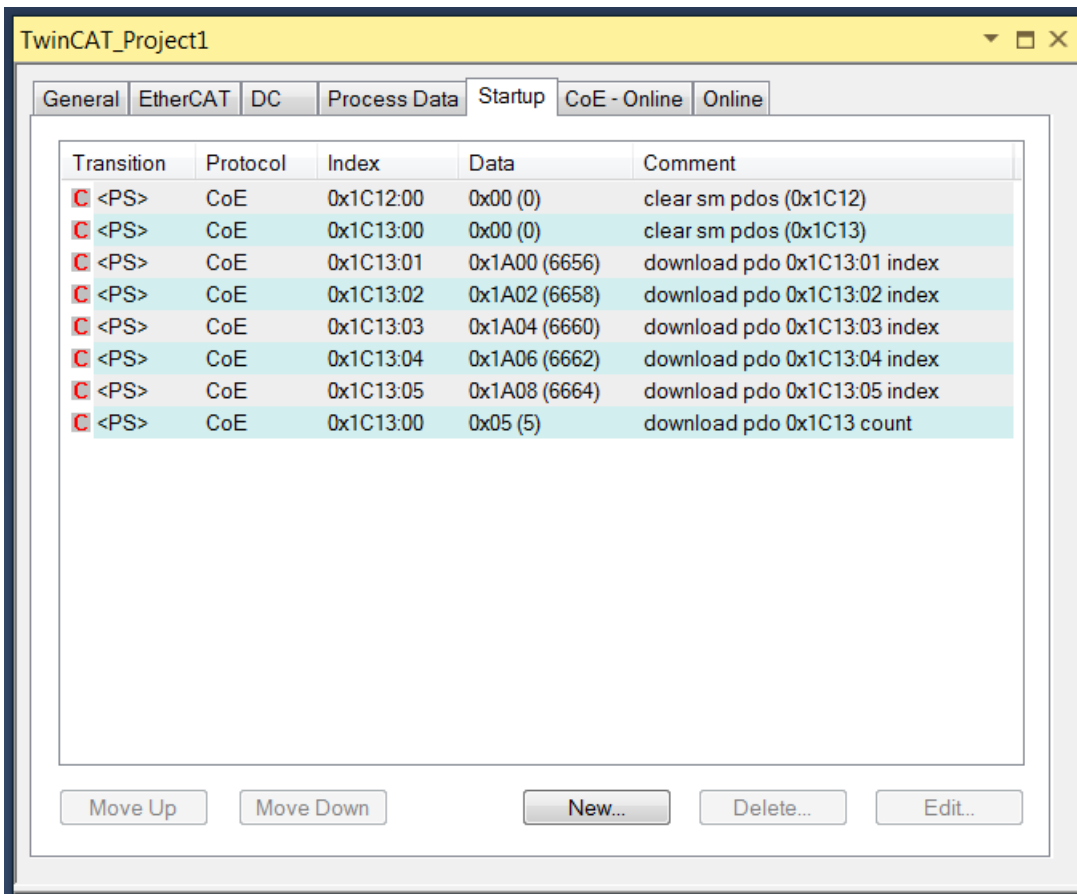 TwinCAT_Project1
General EtherCAT DC Process Data Startup CoE - Online Online
Transition Protocol Index Data Comment
C <PS> CoE 0x1C12:00 0x00 (0) clear sm pdos (0x1C12)
C <PS> CoE 0x1C13:00 0x00 (0) clear sm pdos (0x1C13)
C <PS> CoE 0x1C13:01 0x1A00 (6656) download pdo 0x1C13:01 index
C <PS> CoE 0x1C13:02 0x1A02 (6658) download pdo 0x1C13:02 index
C <PS> CoE 0x1C13:03 0x1A04 (6660) download pdo 0x1C13:03 index
C <PS> CoE 0x1C13:04 0x1A06 (6662) download pdo 0x1C13:04 index
C <PS> CoE 0x1C13:05 0x1A08 (6664) download pdo 0x1C13:05 index
C <PS> CoE 0x1C13:00 0x05 (5) download pdo 0x1C13 count
Move Up Move Down New... Delete... Edit...